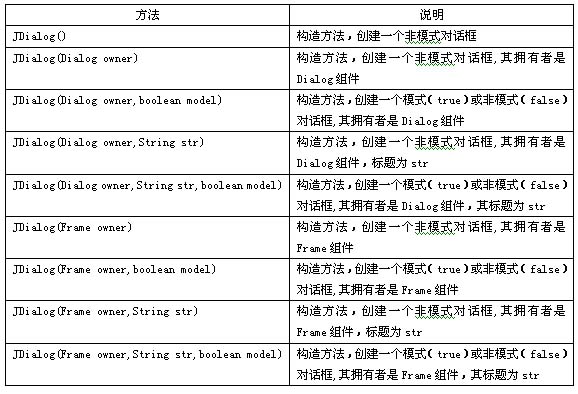 方法 说明
JDialog() 构造方法，创建一个非模式对话框
JDialog(Dialog owner) 构造方法，创建一个非模式对话框,其拥有者是
Dialog组件
JDialog(Dialog owner,boolean model) 构造方法,创建一个模式(true)或非模式(false)
对话框,其拥有者是Dialog组件
JDialog(Dialog owner,String str) 构造方法，创建一个非模式对话框,其拥有者是
Dialog组件，标题为str
JDialog(Dialog owner,String str,boolean model) 构造方法，创建一个模式(true)或非模式(false)
对话框,其拥有者是Dialog组件，其标题为str
JDialog(Frame owner) 构造方法，创建一个非模式对话框,其拥有者是
Frame组件
JDialog(Frame owner,boolean model) 构造方法，创建一个模式(true)或非模式(false)
对话框,其拥有者是Frame组件
JDialog(Frame owner,String str) 构造方法，创建一个非模式对话框,其拥有者是
Frame组件，标题为str
JDialog(Frame owner,String str,boolean model) 构造方法，创建一个模式(true)或非模式(false)
对话框,其拥有者是Frame组件，其标题为str